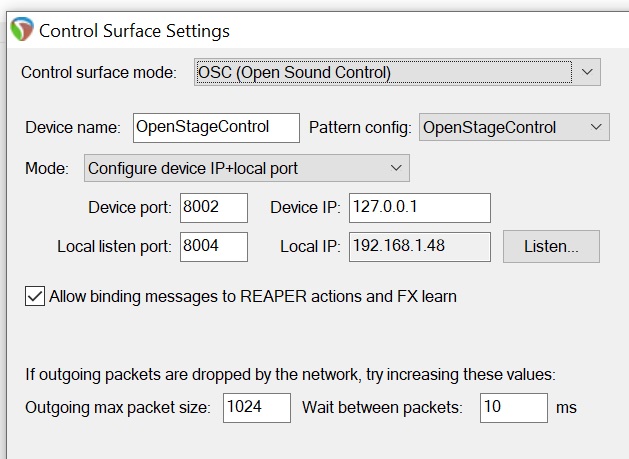 Control Surface Settings
Control surface mode: OSC (Open Sound Control)
Device name: OpenStageControl Pattern config: OpenStageControl
Mode: Configure device IP+local port
Device port: 8002 Device IP: 127.0.0.1
Local listen port: 8004 Local IP: 192.168.1.48 Listen...
Allow binding messages to REAPER actions and FX learn
If outgoing packets are dropped by the network, try increasing these values:
Outgoing max packet size: 1024 Wait between packets: 10 ms